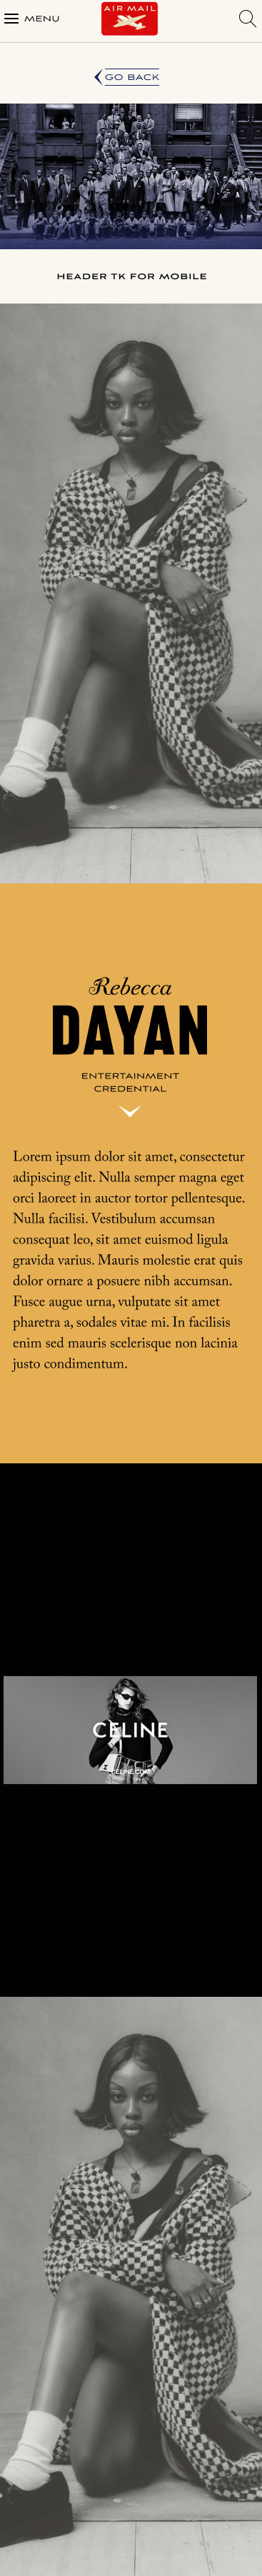 MENU
AIR MAIL
GO BACK
HEADER TK FOR MOBILE
Rebecca
DAYAN
ENTERTAINMENT
CREDENTIAL
Lorem ipsum dolor sit amet, consectetur
adipiscing elit. Nulla semper magna eget
orci laoreet in auctor tortor pellentesque.
Nulla facilisi. Vestibulum accumsan
consequat leo, sit amet euismod ligula
gravida varius. Mauris molestie erat quis
dolor ornare a posuere nibh accumsan.
Fusce augue urna, vulputate sit amet
pharetra a, sodales vitae mi. In facilisis
enim sed mauris scelerisque non lacinia
justo condimentum.
CELINE
CELINE.COM